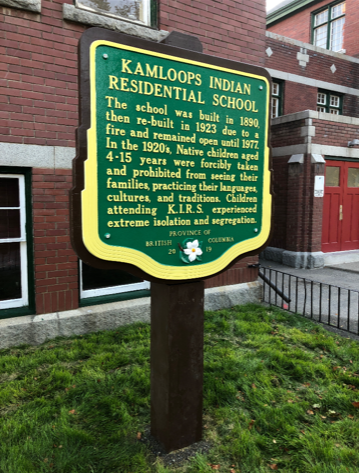 KAMLOOPS INDIAN
RESIDENTIAL SCHOOL
The school was built in 1890,
then re-built in 1923 due to a
fire and remained open until 1977.
In the 1920's, Native children aged
4-15 years were forcibly taken
and prohibited from seeing their
families, practicing their languages,
cultures, and traditions. Children
attending K.I.R.S. experienced
extreme isolation and segregation.
PROVINCE OF
BRITISH COLUMBIA
20 19